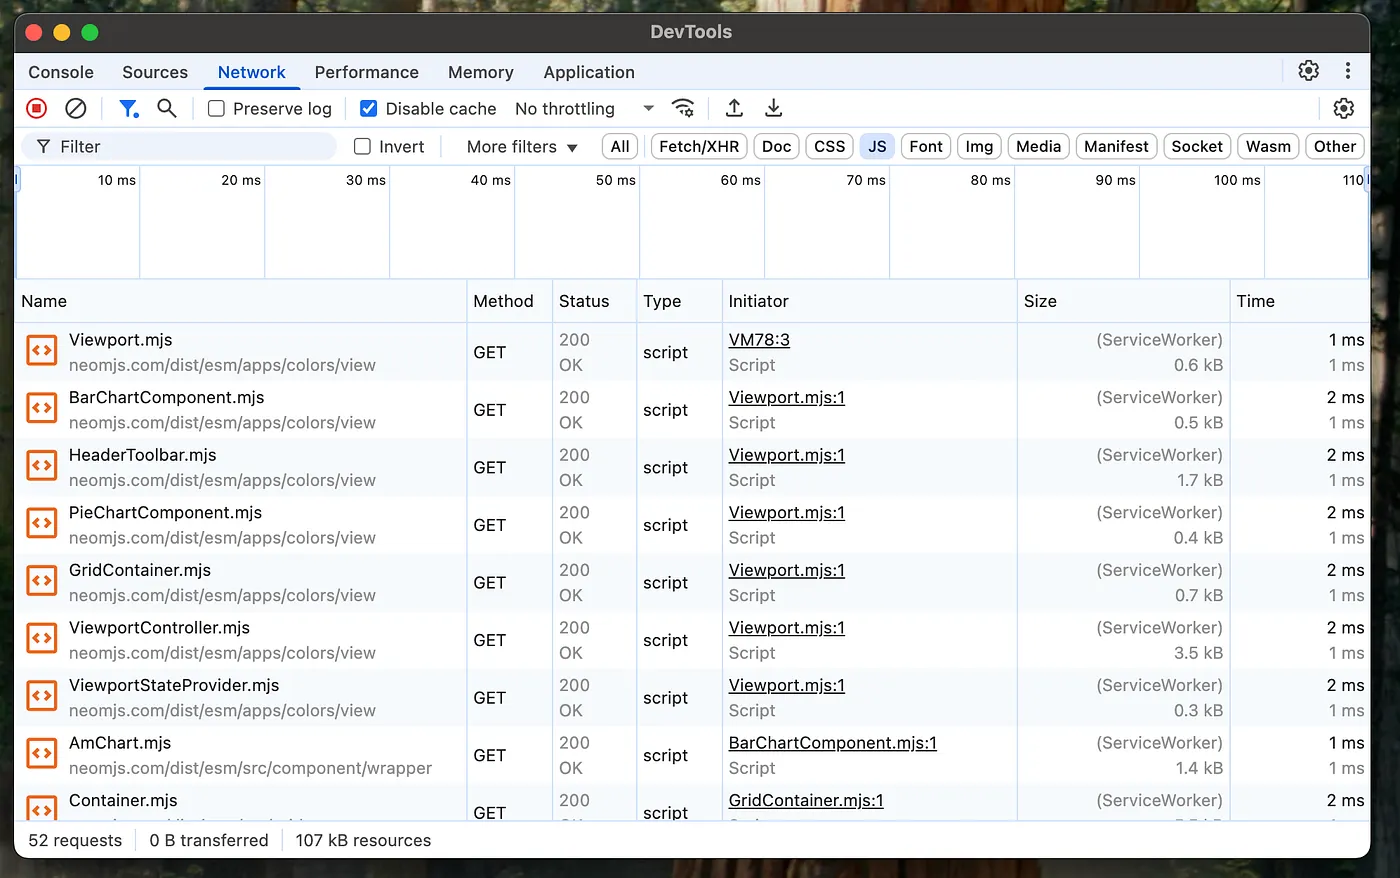 DevTools
Console Sources Network Performance Memory Application
Preserve log Disable cache No throttling
Filter Invert More filters All Fetch/XHR Doc CSS JS Font Img Media Manifest Socket Wasm Other
10 ms 20 ms 30 ms 40 ms 50 ms 60 ms 70 ms 80 ms 90 ms 100 ms 110
Name Method Status Type Initiator Size Time
Viewport.mjs 200 VM78:3 (ServiceWorker) 1 ms
GET script
neomjs.com/dist/esm/apps/colors/view OK Script 0.6 kB 1 ms
BarChartComponent.mjs 200 Viewport.mjs:1 (ServiceWorker) 2 ms
GET script
neomjs.com/dist/esm/apps/colors/view OK Script 0.5 kB 1 ms
HeaderToolbar.mjs 200 Viewport.mjs:1 (ServiceWorker) 2 ms
GET script
neomjs.com/dist/esm/apps/colors/view OK Script 1.7 kB 1 ms
PieChartComponent.mjs 200 Viewport.mjs:1 (ServiceWorker) 2 ms
GET script
neomjs.com/dist/esm/apps/colors/view OK Script 0.4 kB 1 ms
GridContainer.mjs 200 Viewport.mjs:1 (ServiceWorker) 2 ms
GET script
neomjs.com/dist/esm/apps/colors/view OK Script 0.7 kB 1 ms
ViewportController.mjs 200 Viewport.mjs:1 (ServiceWorker) 2 ms
GET script
neomjs.com/dist/esm/apps/colors/view OK Script 3.5 kB 1 ms
ViewportStateProvider.mjs 200 Viewport.mjs:1 (ServiceWorker) 2 ms
GET script
neomjs.com/dist/esm/apps/colors/view OK Script 0.3 kB 1 ms
AmChart.mjs 200 BarChartComponent.mjs:1 (ServiceWorker) 1 ms
GET script
neomjs.com/dist/esm/src/component/wrapper OK Script 1.4 kB 1 ms
Container.mjs 200 GridContainer.mjs:1 (ServiceWorker) 2 ms
GET script
52 requests 0 B transferred 107 kB resources